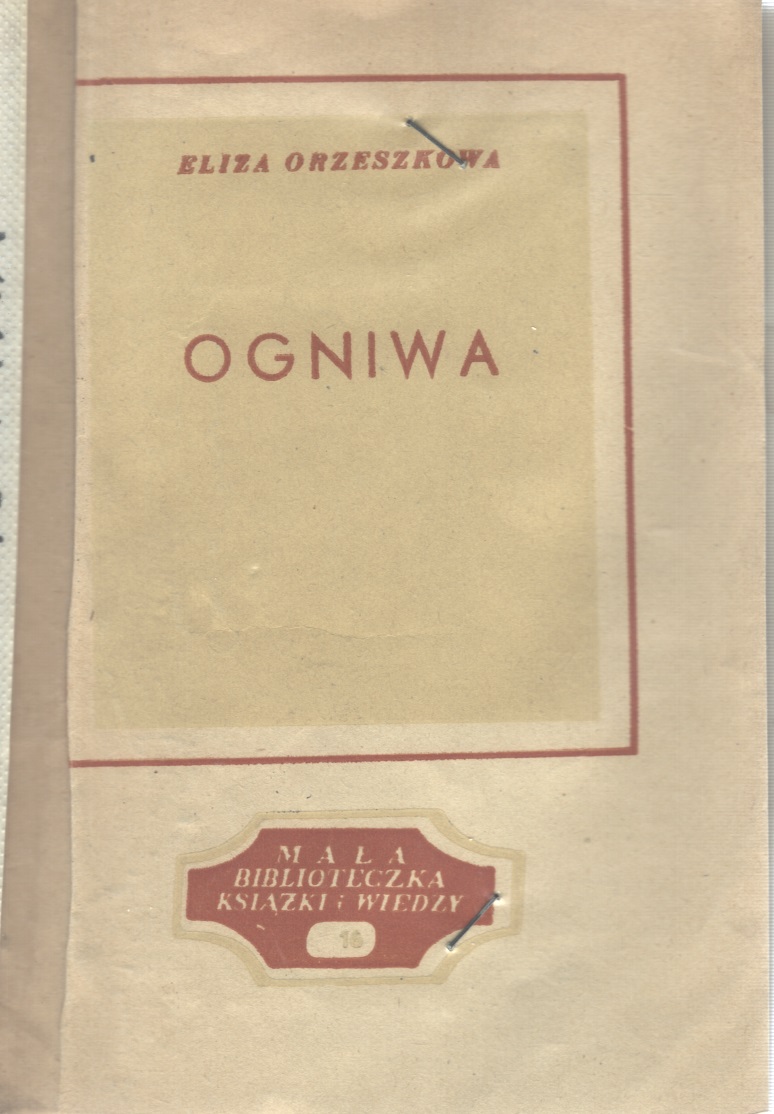 ELIZA ORZESZKOWA
OGNIWA
MAŁA
BIBLIOTECZKA
KSIĄŻKI i WIEDZY
16